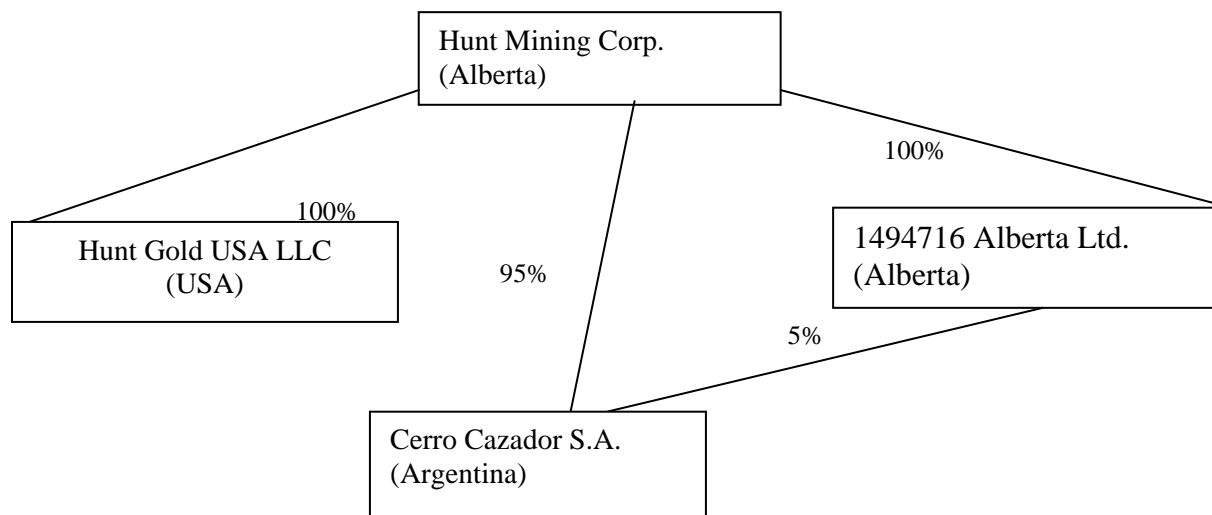 Hunt Mining Corp.
(Alberta)
100%
100%
Hunt Gold USA LLC
(USA)
1494716 Alberta Ltd.
(Alberta)
95%
5%
Cerro Cazador S.A.
(Argentina)